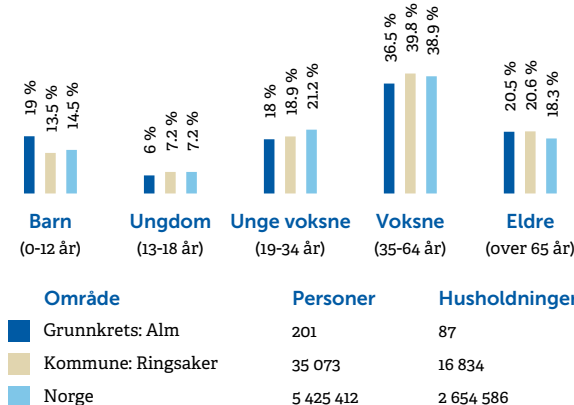 19 % 13.5 % 14.5 %
6 % 7.2 % 7.2 %
18 % 18.9 % 21.2 %
36.5 % 39.8 % 38.9 %
20.5 % 20.6 % 18.3 %
Barn Ungdom Unge voksne Voksne Eldre
(0-12 år) (13-18 år) (19-34 år) (35-64 år) (over 65 år)
Område Personer Husholdninger
Grunnkrets: Alm 201 87
Kommune: Ringsaker 35 073 16 834
Norge 5 425 412 2 654 586